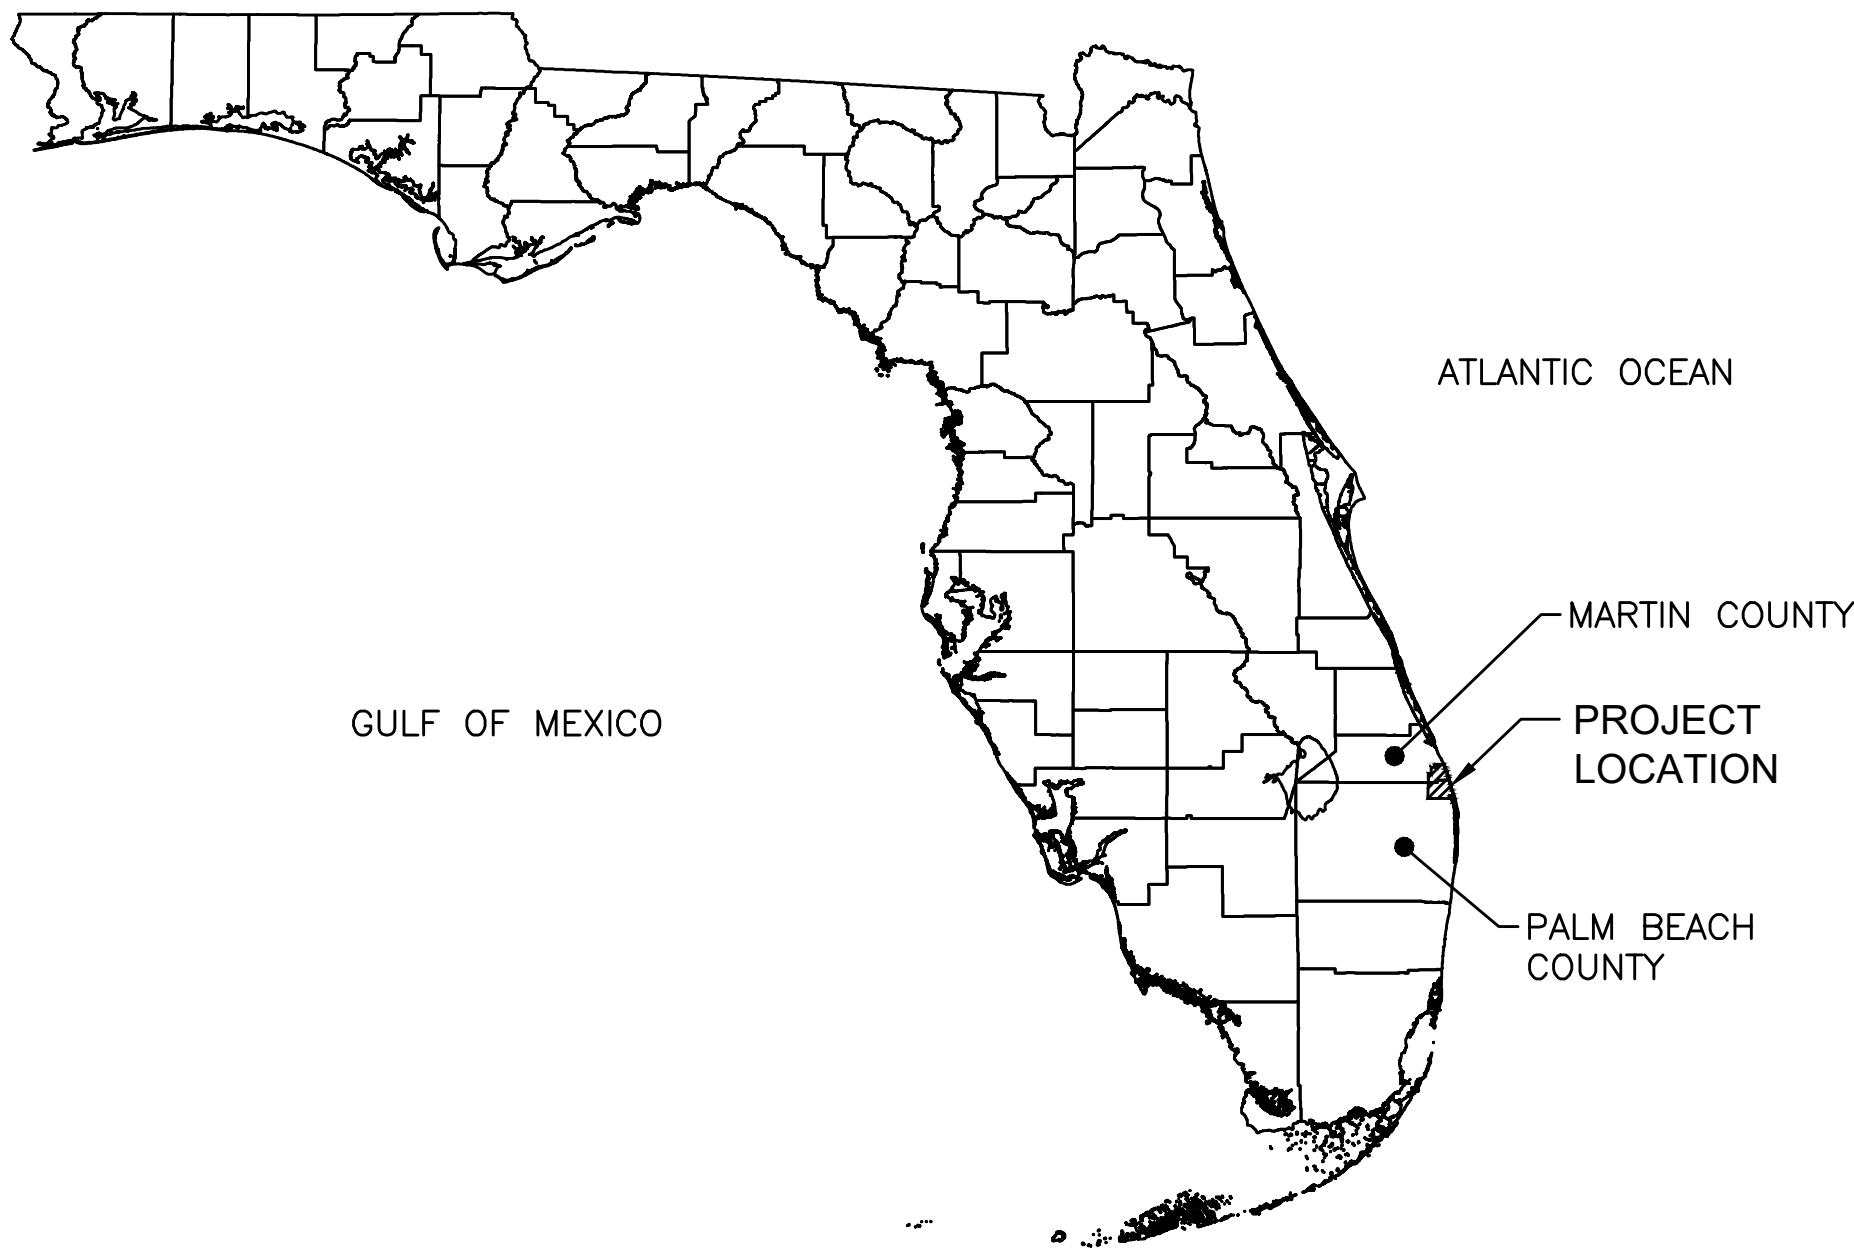 ATLANTIC OCEAN
MARTIN COUNTY
PROJECT
LOCATION
GULF OF MEXICO
PALM BEACH
COUNTY